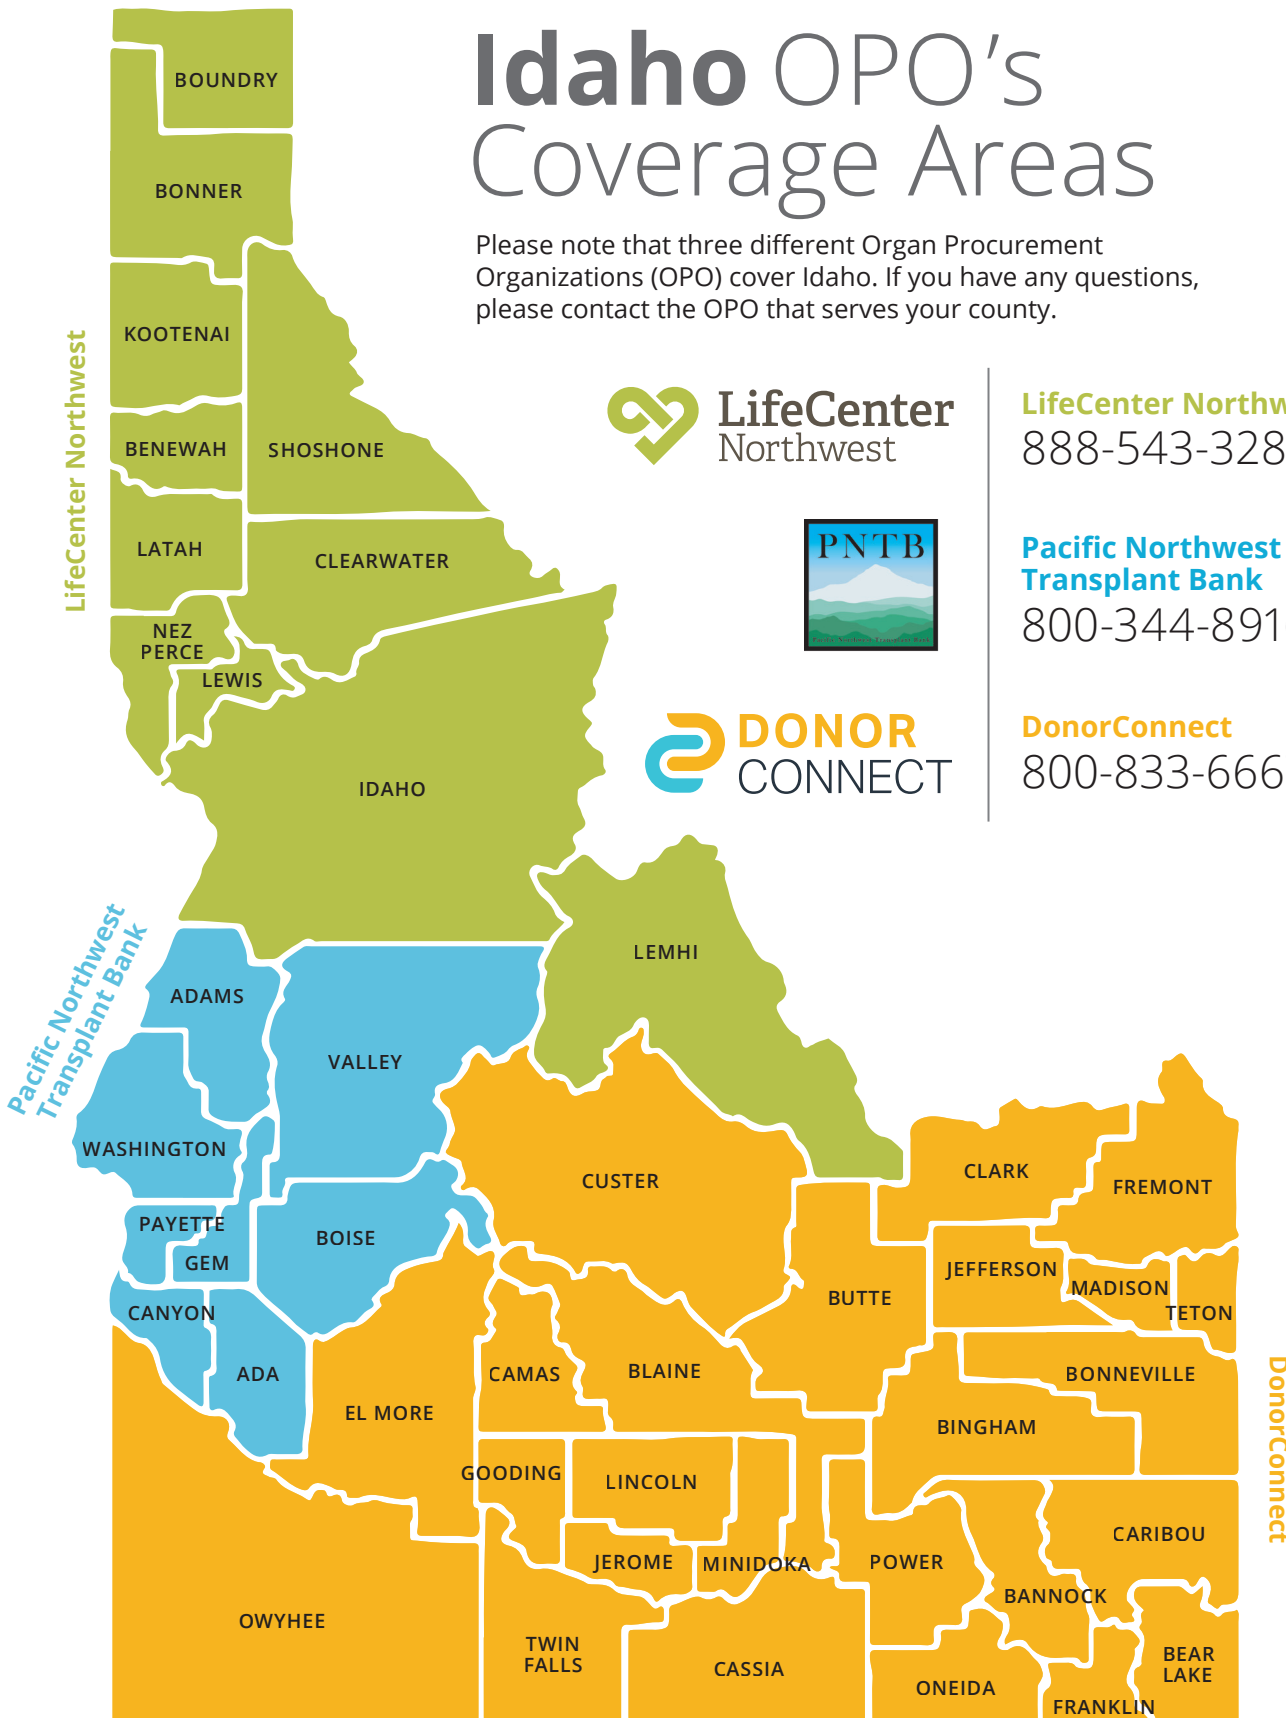 Idaho OPO's
Coverage Areas
Please note that three different Organ Procurement
Organizations (OPO) cover Idaho. If you have any questions,
please contact the OPO that serves your county.
LifeCenter
Northwest
LifeCenter Northw
888-543-328
PNTB
Pacific Northwest Transplant Bank
Pacific Northwest
Transplant Bank
800-344-891
DONOR
CONNECT
DonorConnect
800-833-666
LifeCenter Northwest
BOUNDRY
BONNER
KOOTENAI
BENEWAH
SHOSHONE
LATAH
CLEARWATER
NEZ
PERCE
LEWIS
IDAHO
LEMHI
Pacific Northwest
Transplant Bank
ADAMS
VALLEY
WASHINGTON
PAYETTE
GEM
BOISE
CANYON
ADA
CUSTER
CLARK
FREMONT
JEFFERSON
MADISON
TETON
BUTTE
CAMAS
BLAINE
BONNEVILLE
EL MORE
BINGHAM
GOODING
LINCOLN
DonorConnect
CARIBOU
JEROME
MINIDOKA
POWER
BANNOCK
OWYHEE
TWIN
FALLS
CASSIA
BEAR
LAKE
ONEIDA
FRANKLIN